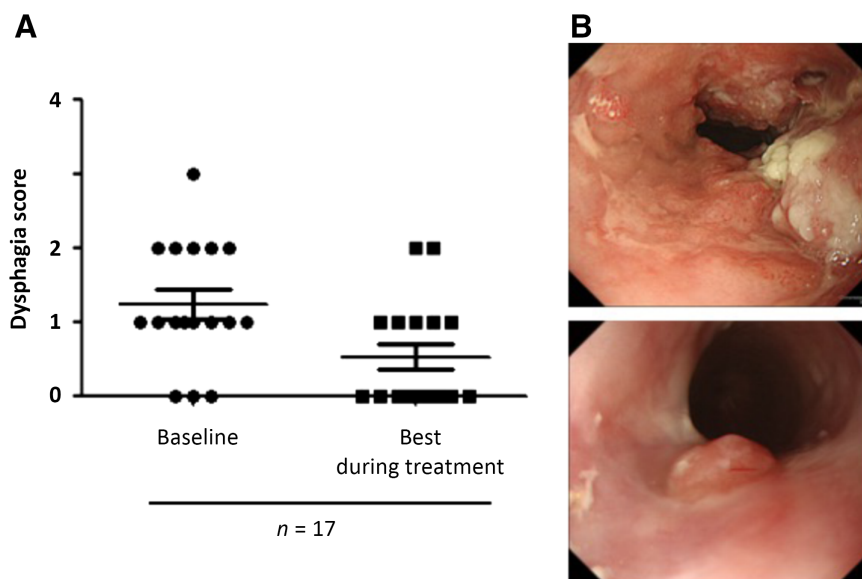 A
B
Dysphagia score
4
2
1
0
Baseline
Best
during treatment
n = 17